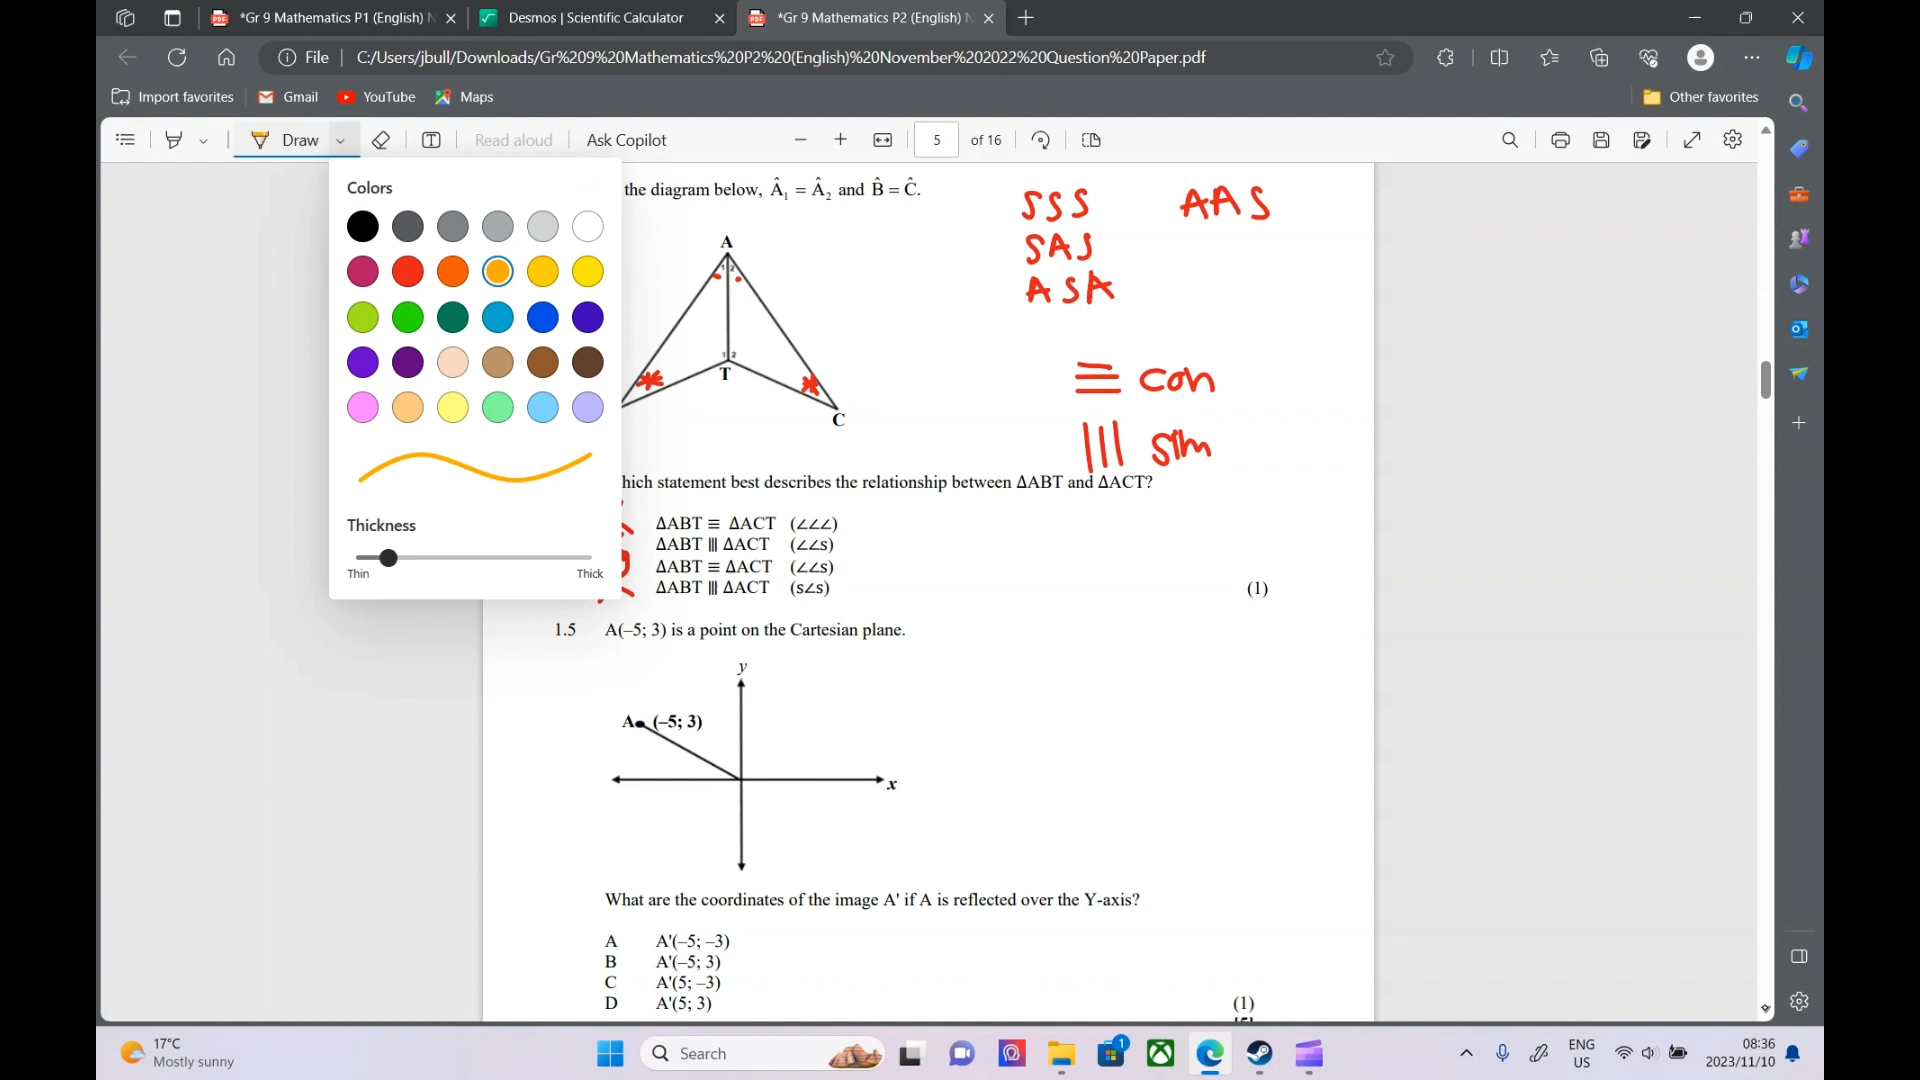 *Gr 9 Mathematics P1 (English) N
Desmos | Scientific Calculator
*Gr 9 Mathematics P2 (English) N
File
C:/Users/jbull/Downloads/Gr%209%20Mathematics%20P2%20(English)%20November%202022%20Question%20Paper.pdf
Import favorites
Gmail
YouTube
Maps
Other favorites
Draw
Read aloud
Ask Copilot
5
of 16
Colors
Thickness
Thin
Thick
the diagram below, Â₁ = Â₂ and B̂ = Ĉ.
A
1 2
1 2
T
C
SSS
AAS
SAS
ASA
≡ con
||| sim
hich statement best describes the relationship between ΔABT and ΔACT?
ΔABT ≡ ΔACT (∠∠∠)
ΔABT ||| ΔACT (∠∠s)
ΔABT ≡ ΔACT (∠∠s)
ΔABT ||| ΔACT (s∠s)
(1)
1.5 A(–5; 3) is a point on the Cartesian plane.
y
A (–5; 3)
x
What are the coordinates of the image A' if A is reflected over the Y-axis?
A A'(–5; –3)
B A'(–5; 3)
C A'(5; –3)
D A'(5; 3)
(1)
17°C
Mostly sunny
Search
1
ENG
US
08:36
2023/11/10